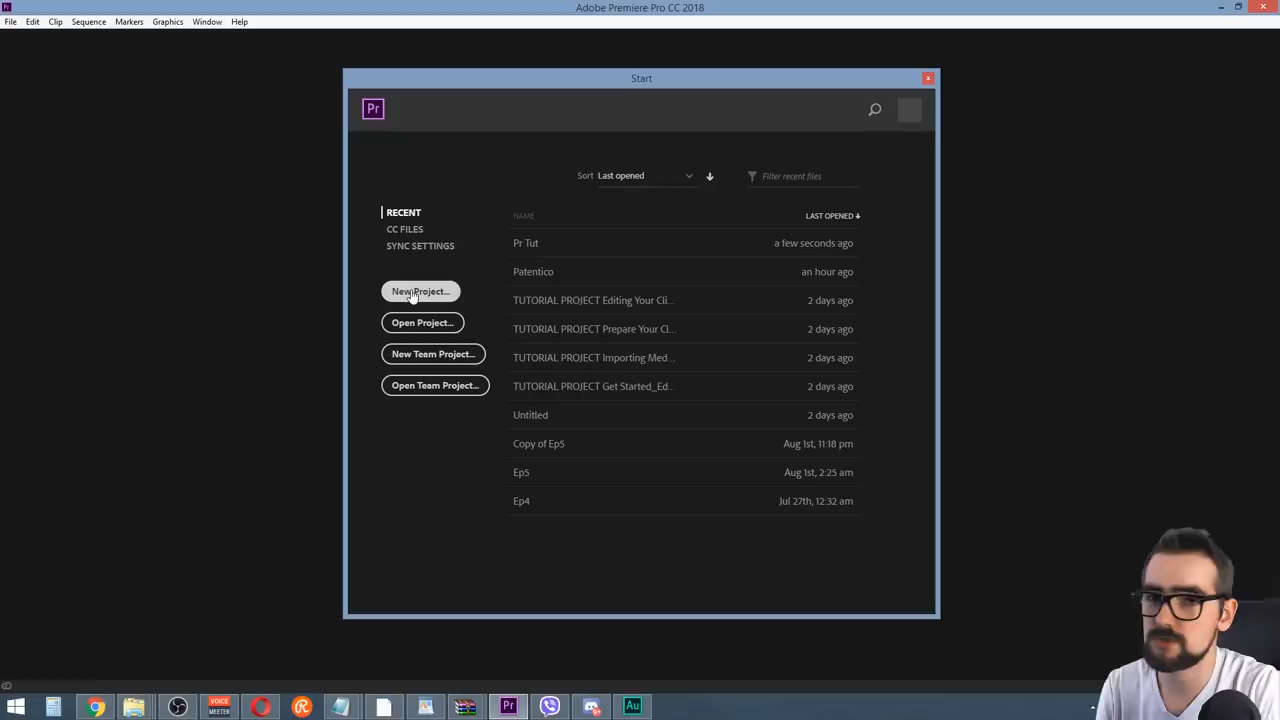 Pr
Adobe Premiere Pro CC 2018
File Edit Clip Sequence Markers Graphics Window Help
Start
Pr
Sort Last opened
Filter recent files
RECENT
CC FILES
SYNC SETTINGS
New Project...
Open Project...
New Team Project...
Open Team Project...
NAME LAST OPENED
Pr Tut a few seconds ago
Patentico an hour ago
TUTORIAL PROJECT Editing Your Cli... 2 days ago
TUTORIAL PROJECT Prepare Your Cl... 2 days ago
TUTORIAL PROJECT Importing Med... 2 days ago
TUTORIAL PROJECT Get Started_Ed... 2 days ago
Untitled 2 days ago
Copy of Ep5 Aug 1st, 11:18 pm
Ep5 Aug 1st, 2:25 am
Ep4 Jul 27th, 12:32 am
VOICE
MEETER
Pr
Au